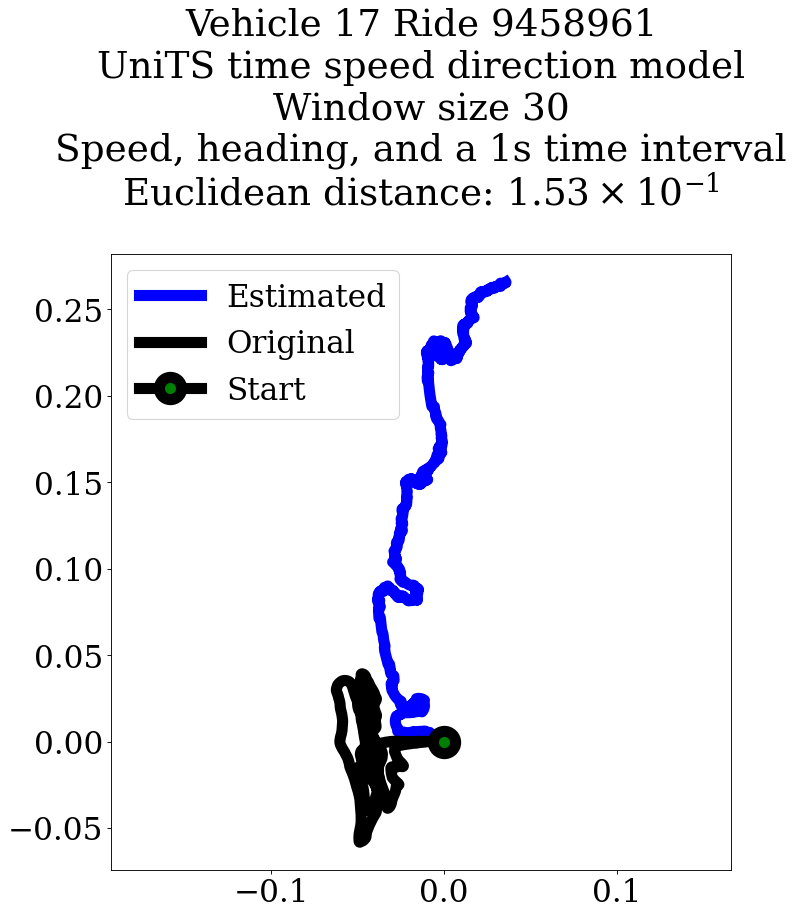 Vehicle 17 Ride 9458961
UniTS time speed direction model
Window size 30
Speed, heading, and a 1s time interval
Euclidean distance: 1.53 × 10⁻¹
Estimated
Original
Start
0.25
0.20
0.15
0.10
0.05
0.00
−0.05
−0.1
0.0
0.1